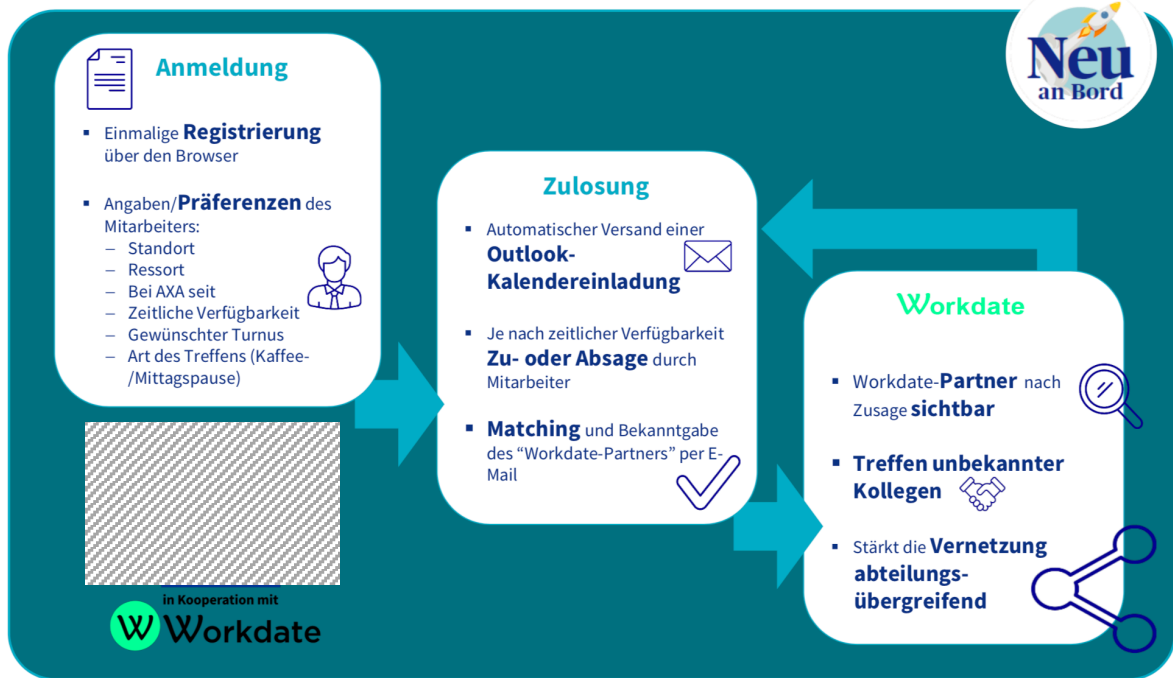 Neu
an Bord
Anmeldung
▪ Einmalige Registrierung
über den Browser
▪ Angaben/Präferenzen des
Mitarbeiters:
– Standort
– Ressort
– Bei AXA seit
– Zeitliche Verfügbarkeit
– Gewünschter Turnus
– Art des Treffens (Kaffee-
/Mittagspause)
in Kooperation mit
W Workdate
Zulosung
▪ Automatischer Versand einer
Outlook-
Kalendereinladung
▪ Je nach zeitlicher Verfügbarkeit
Zu- oder Absage durch
Mitarbeiter
▪ Matching und Bekanntgabe
des “Workdate-Partners” per E-
Mail
Workdate
▪ Workdate-Partner nach
Zusage sichtbar
▪ Treffen unbekannter
Kollegen
▪ Stärkt die Vernetzung
abteilungs-
übergreifend